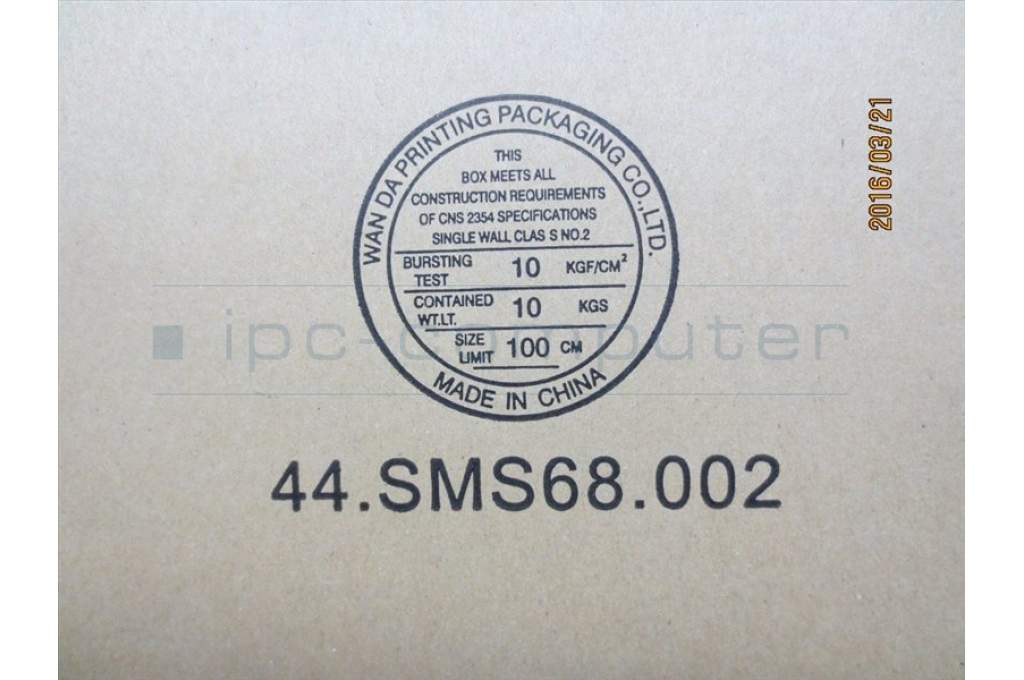 WAN DA PRINTING PACKAGING CO.,LTD.
THIS
BOX MEETS ALL
CONSTRUCTION REQUIREMENTS
OF CNS 2354 SPECIFICATIONS
SINGLE WALL CLAS S NO.2
BURSTING TEST 10 KGF/CM²
CONTAINED WT.LT. 10 KGS
SIZE LIMIT 100 CM
MADE IN CHINA
44.SMS68.002
2016/03/21
ipc-computer